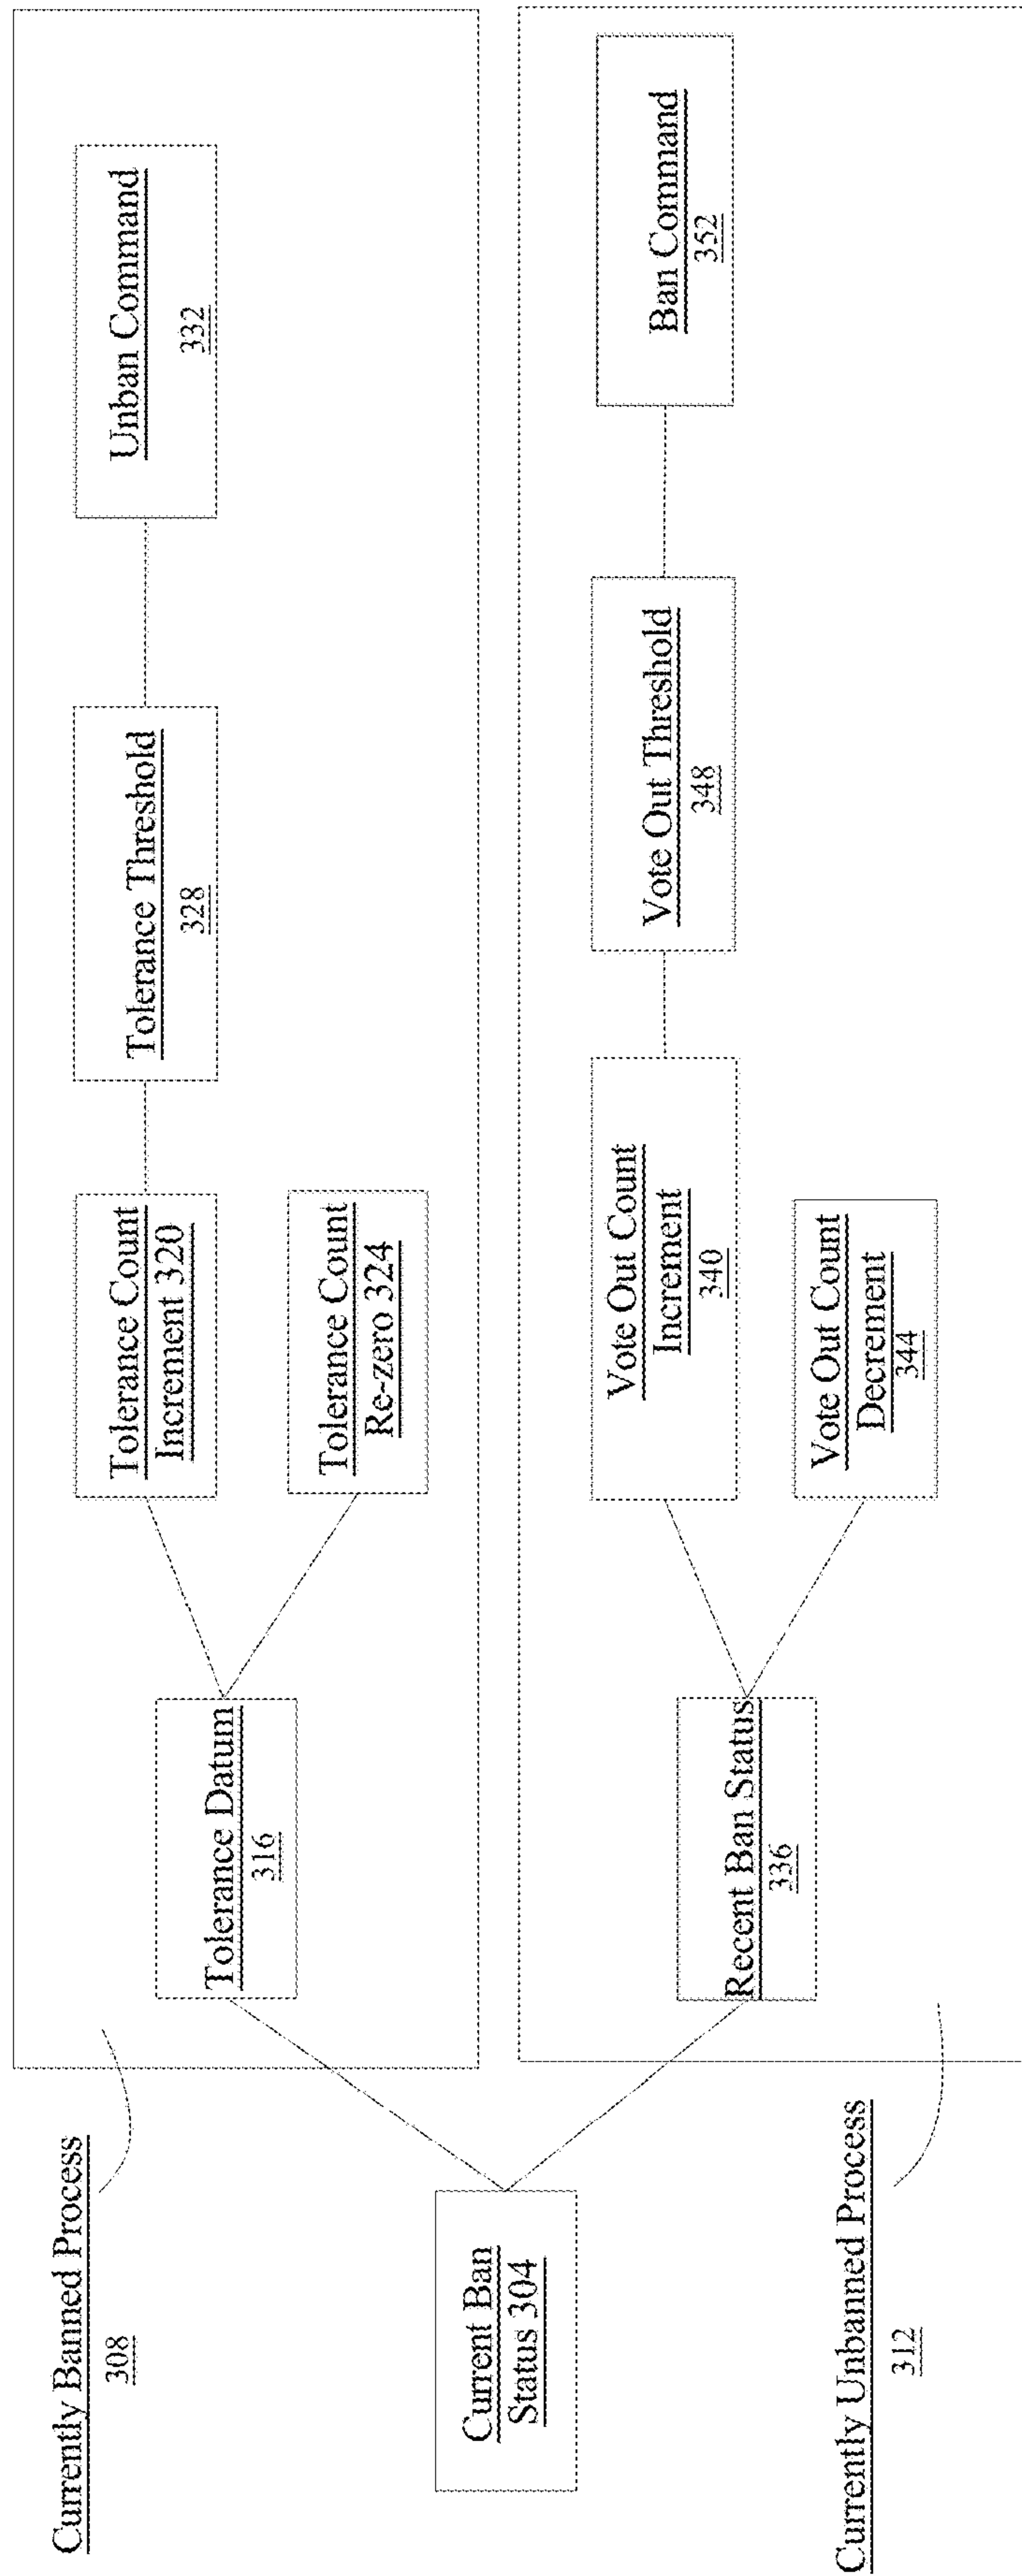 Currently Banned Process
308
Current Ban
Status 304
Currently Unbanned Process
312
Tolerance Datum
316
Tolerance Count
Increment 320
Tolerance Count
Re-zero 324
Tolerance Threshold
328
Unban Command
332
Recent Ban Status
336
Vote Out Count
Increment
340
Vote Out Count
Decrement
344
Vote Out Threshold
348
Ban Command
352